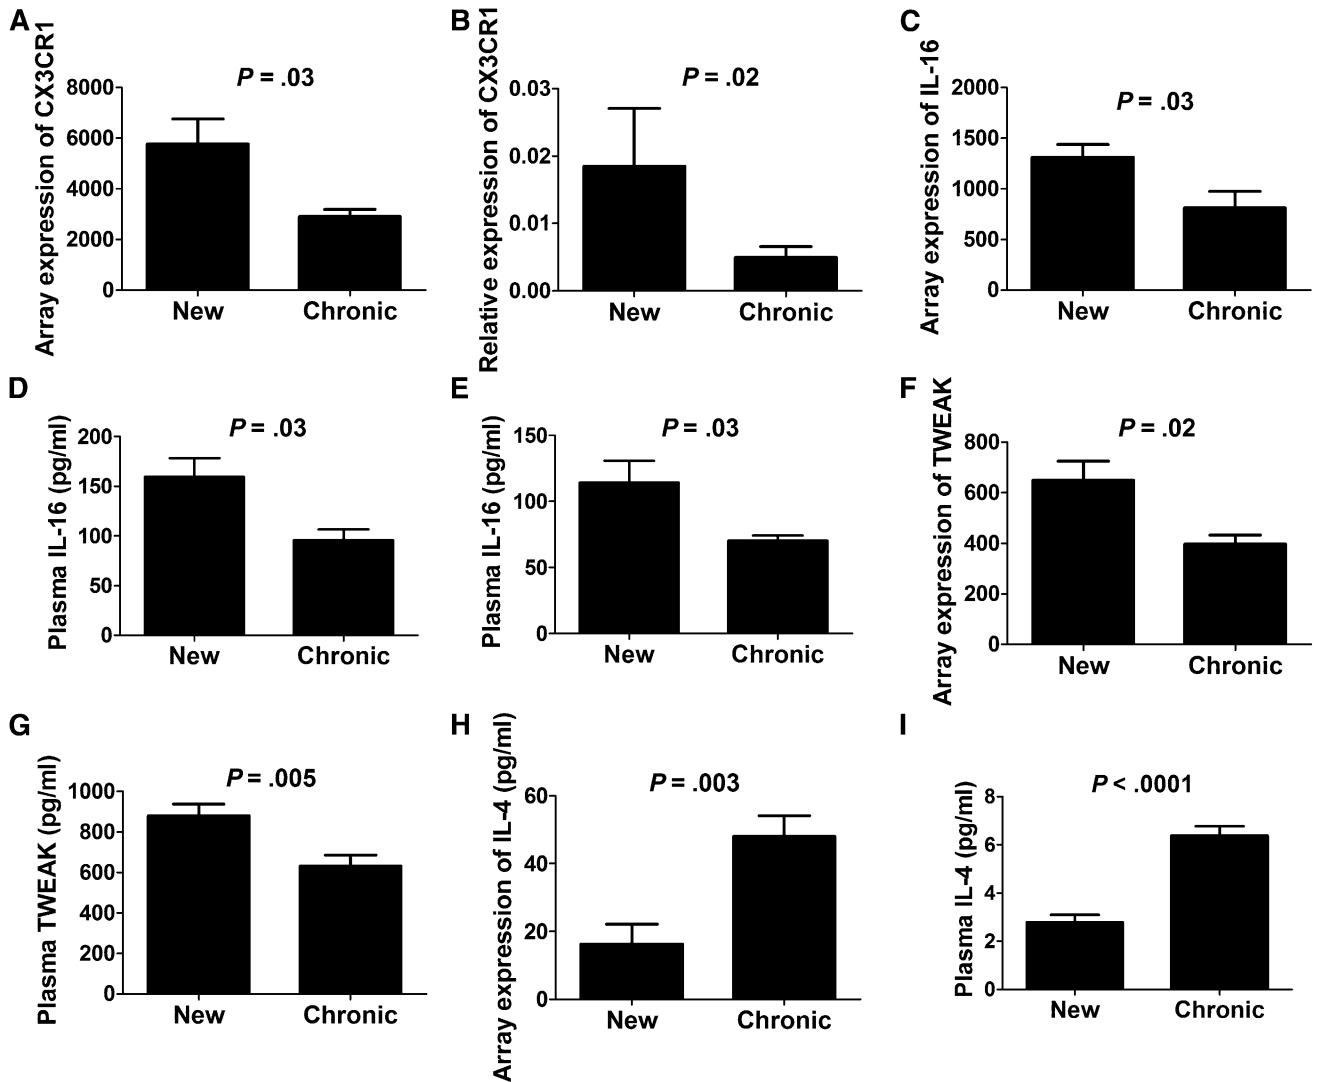 A
Array expression of CX3CR1
P = .03
8000
6000
4000
2000
0
New
Chronic
B
Relative expression of CX3CR1
P = .02
0.03
0.02
0.01
0.00
New
Chronic
C
Array expression of IL-16
P = .03
2000
1500
1000
500
0
New
Chronic
D
Plasma IL-16 (pg/ml)
P = .03
200
150
100
50
0
New
Chronic
E
Plasma IL-16 (pg/ml)
P = .03
150
100
50
0
New
Chronic
F
Array expression of TWEAK
P = .02
800
600
400
200
0
New
Chronic
G
Plasma TWEAK (pg/ml)
P = .005
1000
800
600
400
200
0
New
Chronic
H
Array expression of IL-4 (pg/ml)
P = .003
60
40
20
0
New
Chronic
I
Plasma IL-4 (pg/ml)
P < .0001
8
6
4
2
0
New
Chronic